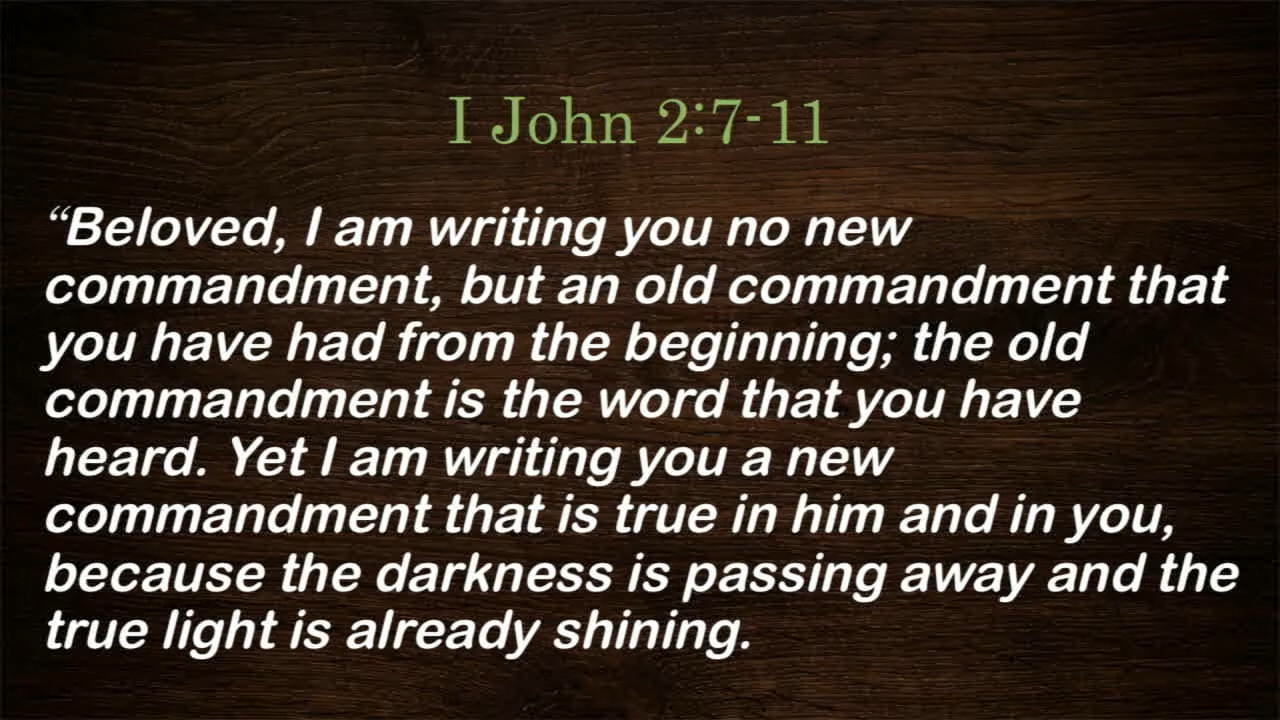 I John 2:7-11
“Beloved, I am writing you no new
commandment, but an old commandment that
you have had from the beginning; the old
commandment is the word that you have
heard. Yet I am writing you a new
commandment that is true in him and in you,
because the darkness is passing away and the
true light is already shining.